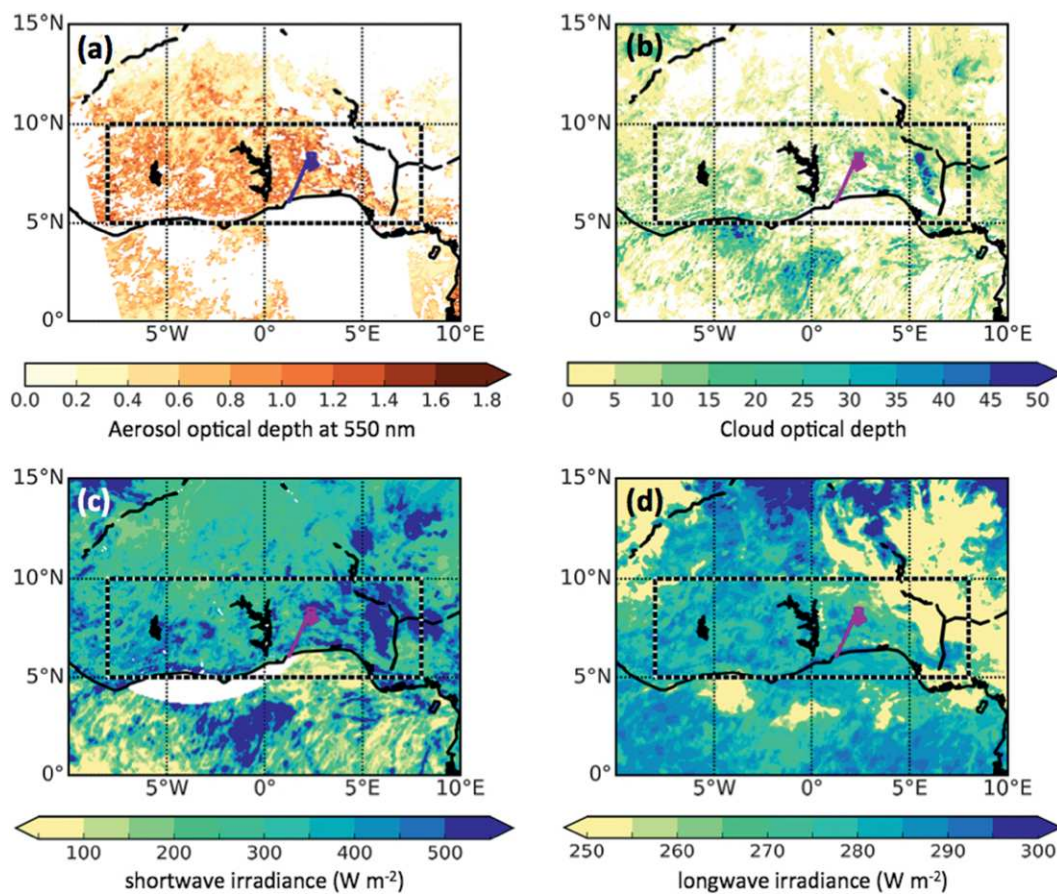 (a)
15°N
10°N
5°N
0°
5°W 0° 5°E 10°E
0.0 0.2 0.4 0.6 0.8 1.0 1.2 1.4 1.6 1.8
Aerosol optical depth at 550 nm
(b)
15°N
10°N
5°N
0°
5°W 0° 5°E 10°E
0 5 10 15 20 25 30 35 40 45 50
Cloud optical depth
(c)
15°N
10°N
5°N
0°
5°W 0° 5°E 10°E
100 200 300 400 500
shortwave irradiance (W m⁻²)
(d)
15°N
10°N
5°N
0°
5°W 0° 5°E 10°E
250 260 270 280 290 300
longwave irradiance (W m⁻²)